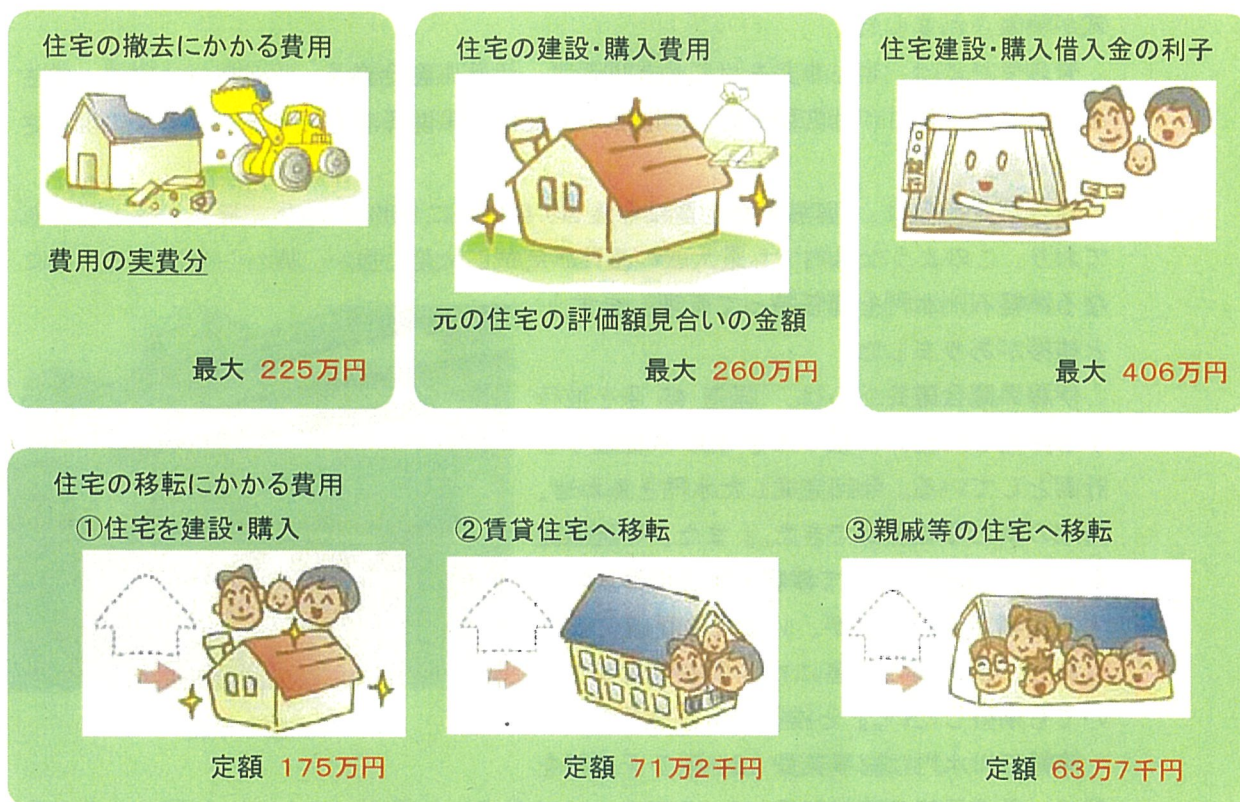 住宅の撤去にかかる費用
費用の実費分
最大 225万円
住宅の建設・購入費用
元の住宅の評価額見合いの金額
最大 260万円
住宅建設・購入借入金の利子
銀行
最大 406万円
住宅の移転にかかる費用
①住宅を建設・購入
定額 175万円
②賃貸住宅へ移転
定額 71万2千円
③親戚等の住宅へ移転
定額 63万7千円